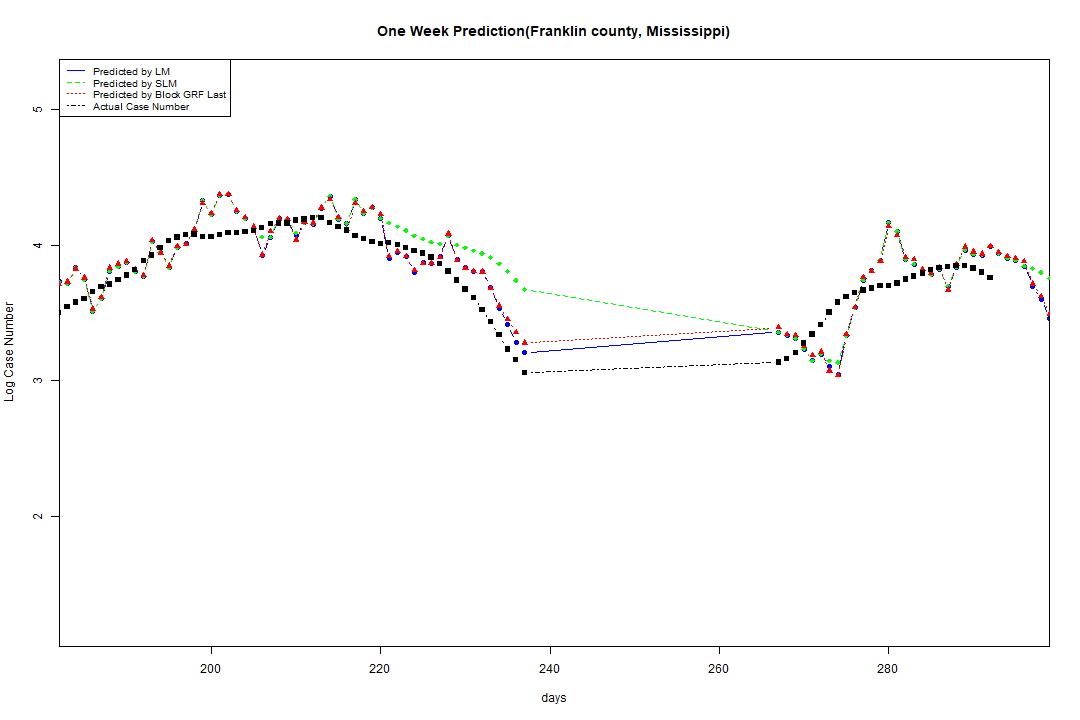 One Week Prediction(Franklin county, Mississippi)
Predicted by LM
Predicted by SLM
Predicted by Block GRF Last
Actual Case Number
5
4
3
2
Log Case Number
200 220 240 260 280
days